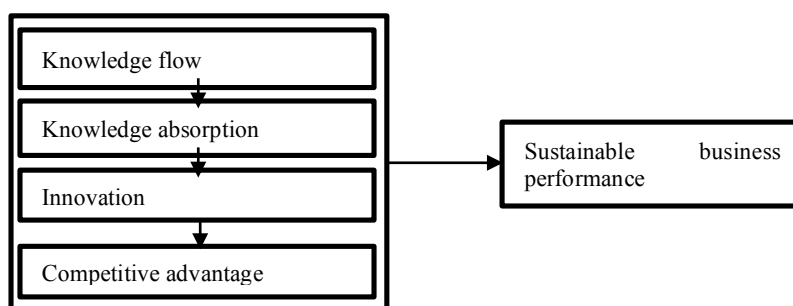 Knowledge flow
Knowledge absorption
Innovation
Competitive advantage
Sustainable business
performance